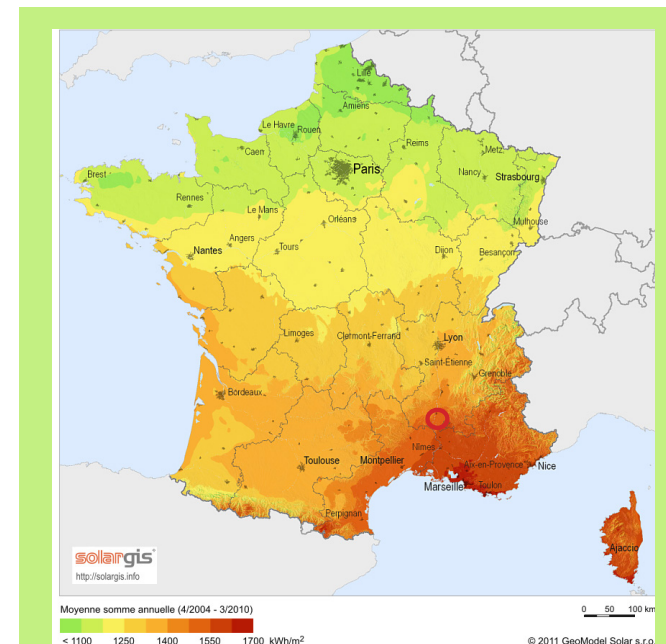 Lille
Amiens
Le Havre
Rouen
Caen
Reims
Metz
Paris
Brest
Nancy
Strasbourg
Rennes
Le Mans
Orléans
Mulhouse
Angers
Tours
Nantes
Dijon
Besançon
Limoges
Clermont-Ferrand
Lyon
Saint-Étienne
Grenoble
Bordeaux
Nîmes
Toulouse
Montpellier
Aix-en-Provence
Nice
Marseille
Toulon
Perpignan
Ajaccio
solargis
http://solargis.info
Moyenne somme annuelle (4/2004 - 3/2010)
0 50 100 km
< 1100 1250 1400 1550 1700 kWh/m2
© 2011 GeoModel Solar s.r.o.